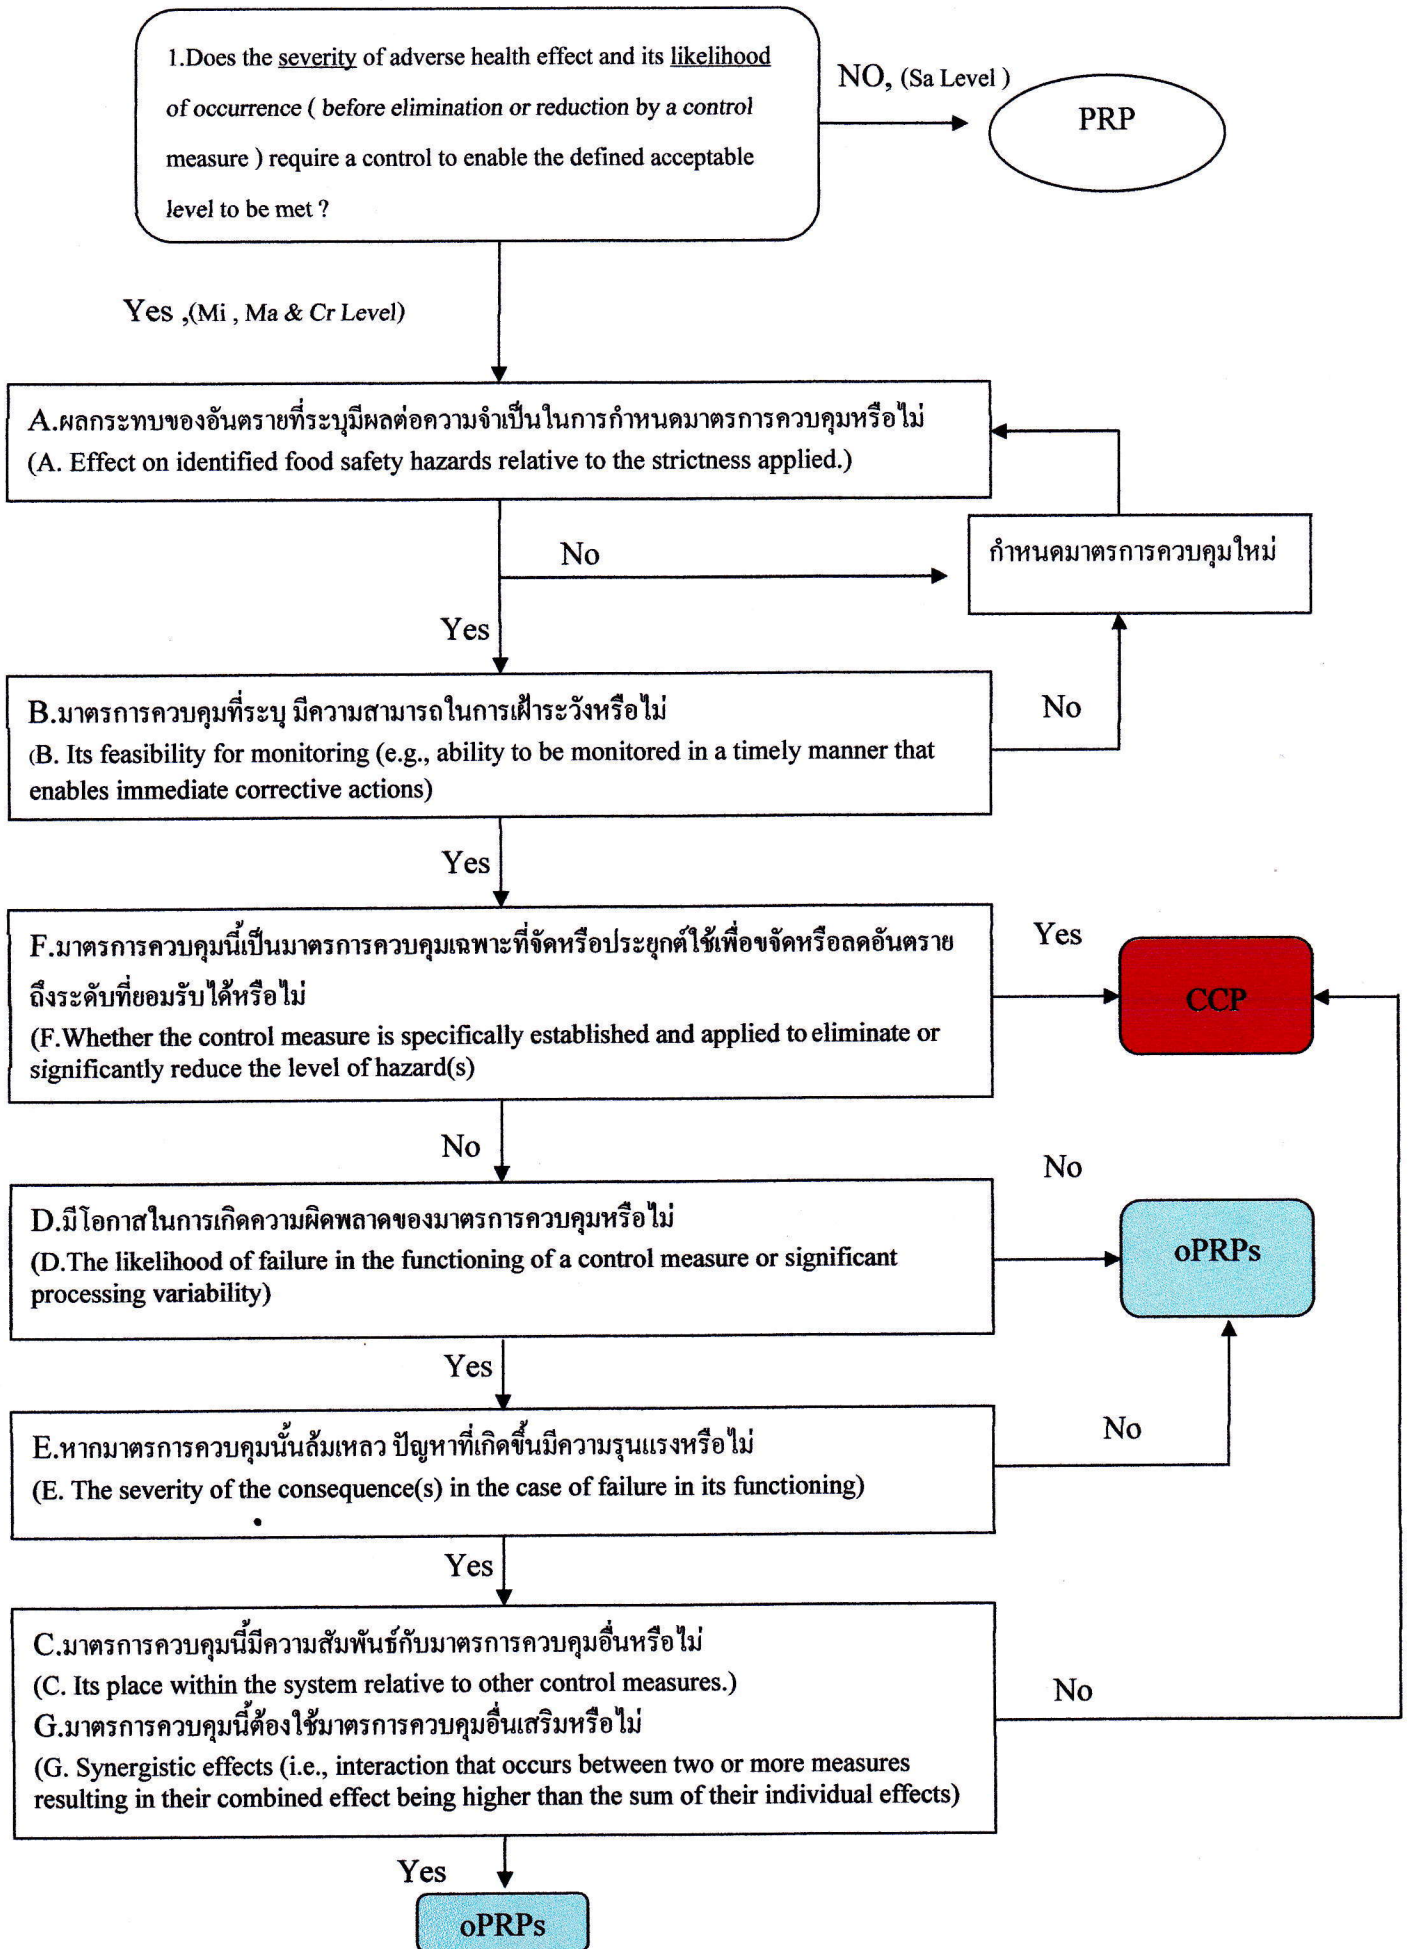 1.Does the severity of adverse health effect and its likelihood
of occurrence ( before elimination or reduction by a control
measure ) require a control to enable the defined acceptable
level to be met ?
NO, (Sa Level )
PRP
Yes ,(Mi , Ma & Cr Level)
A.ผลกระทบของอันตรายที่ระบุมีผลต่อความจำเป็นในการกำหนดมาตรการควบคุมหรือไม่
(A. Effect on identified food safety hazards relative to the strictness applied.)
No
กำหนดมาตรการควบคุมใหม่
Yes
B.มาตรการควบคุมที่ระบุ มีความสามารถในการเฝ้าระวังหรือไม่
(B. Its feasibility for monitoring (e.g., ability to be monitored in a timely manner that
enables immediate corrective actions)
No
Yes
F.มาตรการควบคุมนี้เป็นมาตรการควบคุมเฉพาะที่จัดหรือประยุกต์ใช้เพื่อขจัดหรือลดอันตราย
ถึงระดับที่ยอมรับได้หรือไม่
(F.Whether the control measure is specifically established and applied to eliminate or
significantly reduce the level of hazard(s)
Yes
CCP
No
D.มีโอกาสในการเกิดความผิดพลาดของมาตรการควบคุมหรือไม่
(D.The likelihood of failure in the functioning of a control measure or significant
processing variability)
No
oPRPs
Yes
E.หากมาตรการควบคุมนั้นล้มเหลว ปัญหาที่เกิดขึ้นมีความรุนแรงหรือไม่
(E. The severity of the consequence(s) in the case of failure in its functioning)
No
Yes
C.มาตรการควบคุมนี้มีความสัมพันธ์กับมาตรการควบคุมอื่นหรือไม่
(C. Its place within the system relative to other control measures.)
G.มาตรการควบคุมนี้ต้องใช้มาตรการควบคุมอื่นเสริมหรือไม่
(G. Synergistic effects (i.e., interaction that occurs between two or more measures
resulting in their combined effect being higher than the sum of their individual effects)
No
Yes
oPRPs